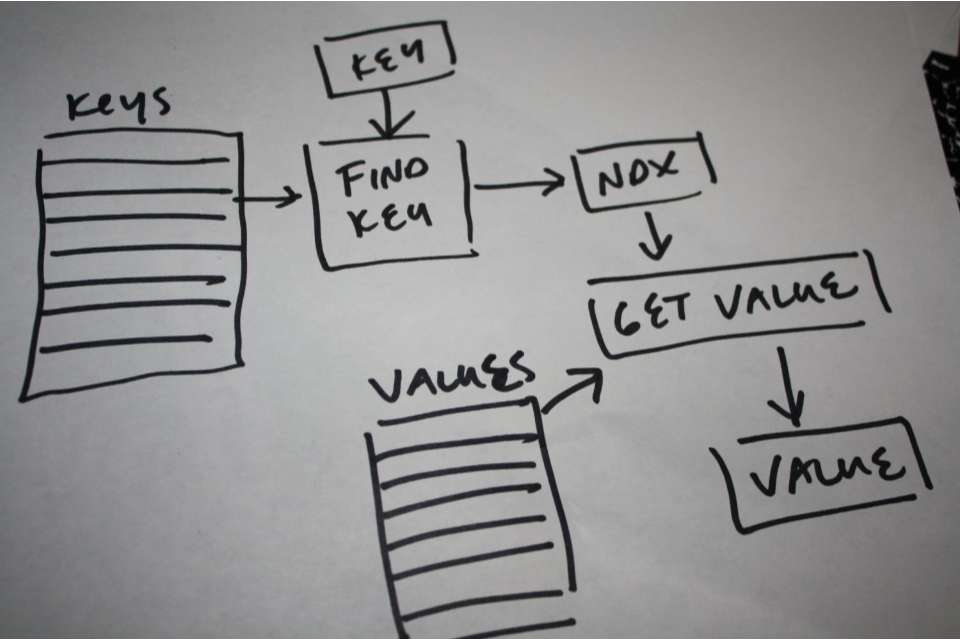 KEY
Keys
FIND
KEY
NDX
GET VALUE
VALUES
VALUE